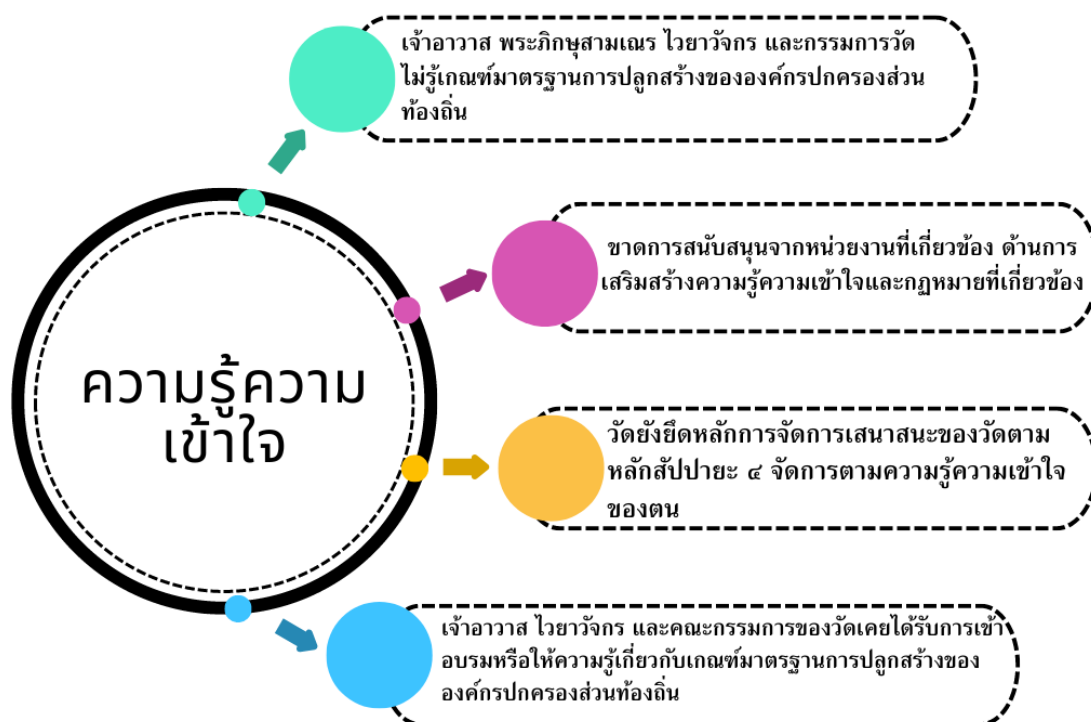 เจ้าอาวาส พระภิกษุสามเณร ไวยาวัจกร และกรรมการวัด
ไม่รู้เกณฑ์มาตรฐานการปลูกสร้างขององค์กรปกครองส่วน
ท้องถิ่น
ขาดการสนับสนุนจากหน่วยงานที่เกี่ยวข้อง ด้านการ
เสริมสร้างความรู้ความเข้าใจและกฎหมายที่เกี่ยวข้อง
ความรู้ความ
เข้าใจ
วัดยังยึดหลักการจัดการเสนาสนะของวัดตาม
หลักสัปปายะ ๔ จัดการตามความรู้ความเข้าใจ
ของตน
เจ้าอาวาส ไวยาวัจกร และคณะกรรมการของวัดเคยได้รับการเข้า
อบรมหรือให้ความรู้เกี่ยวกับเกณฑ์มาตรฐานการปลูกสร้างของ
องค์กรปกครองส่วนท้องถิ่น